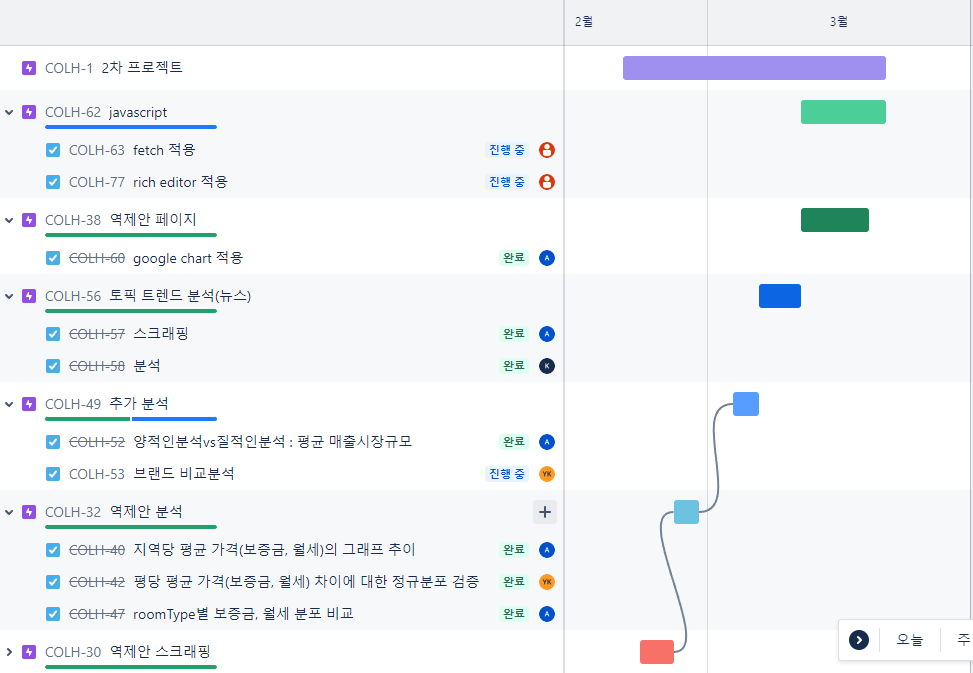 2월 3월
COLH-1 2차 프로젝트
COLH-62 javascript
COLH-63 fetch 적용 진행 중
COLH-77 rich editor 적용 진행 중
COLH-38 역제안 페이지
COLH-60 google chart 적용 완료 A
COLH-56 토픽 트렌드 분석(뉴스)
COLH-57 스크래핑 완료 A
COLH-58 분석 완료 K
COLH-49 추가 분석
COLH-52 양적인분석vs질적인분석 : 평균 매출시장규모 완료 A
COLH-53 브랜드 비교분석 진행 중 YK
COLH-32 역제안 분석
COLH-40 지역당 평균 가격(보증금, 월세)의 그래프 추이 완료 A
COLH-42 평당 평균 가격(보증금, 월세) 차이에 대한 정규분포 검증 완료 YK
COLH-47 roomType별 보증금, 월세 분포 비교 완료 A
오늘 주
COLH-30 역제안 스크래핑